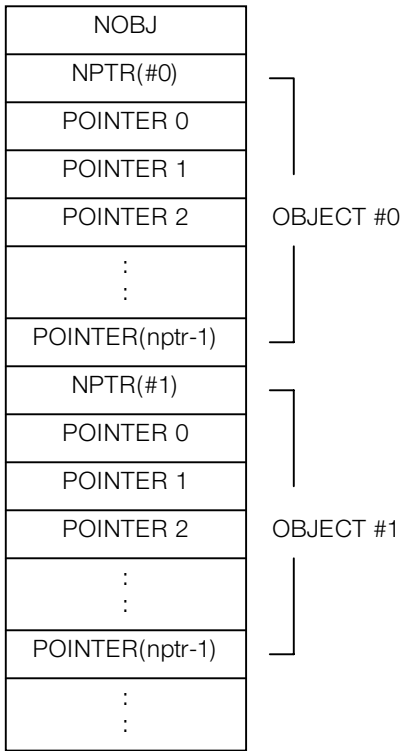 NOBJ
NPTR(#0)
POINTER 0
POINTER 1
POINTER 2
OBJECT #0
:
:
POINTER(nptr-1)
NPTR(#1)
POINTER 0
POINTER 1
POINTER 2
OBJECT #1
:
:
POINTER(nptr-1)
:
: